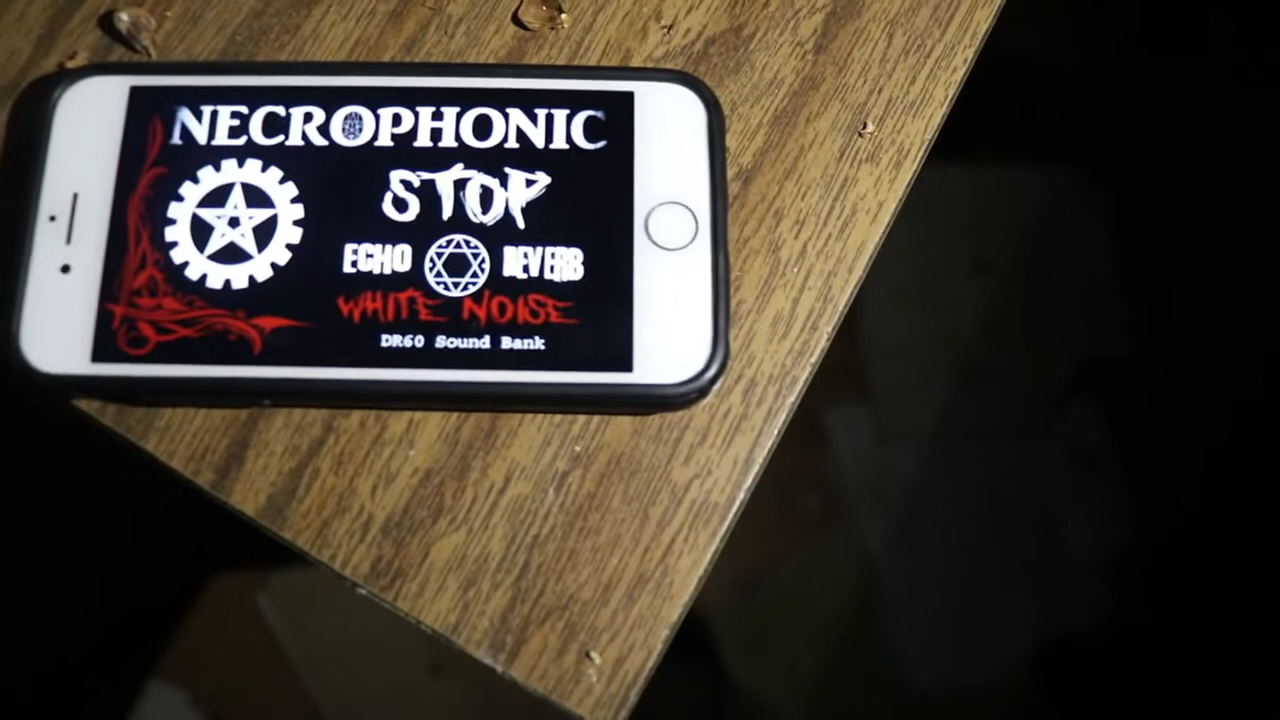 NECROPHONIC
STOP
ECHO REVERB
WHITE NOISE
DR60 Sound Bank